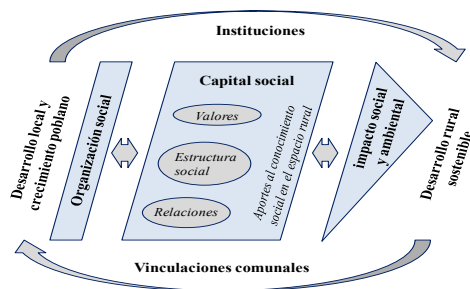 Instituciones
Desarrollo local y
crecimiento poblano
Organización social
Capital social
Valores
Estructura
social
Relaciones
Aportes al conocimiento
social en el espacio rural
impacto social
y ambiental
Desarrollo rural
sostenible
Vinculaciones comunales